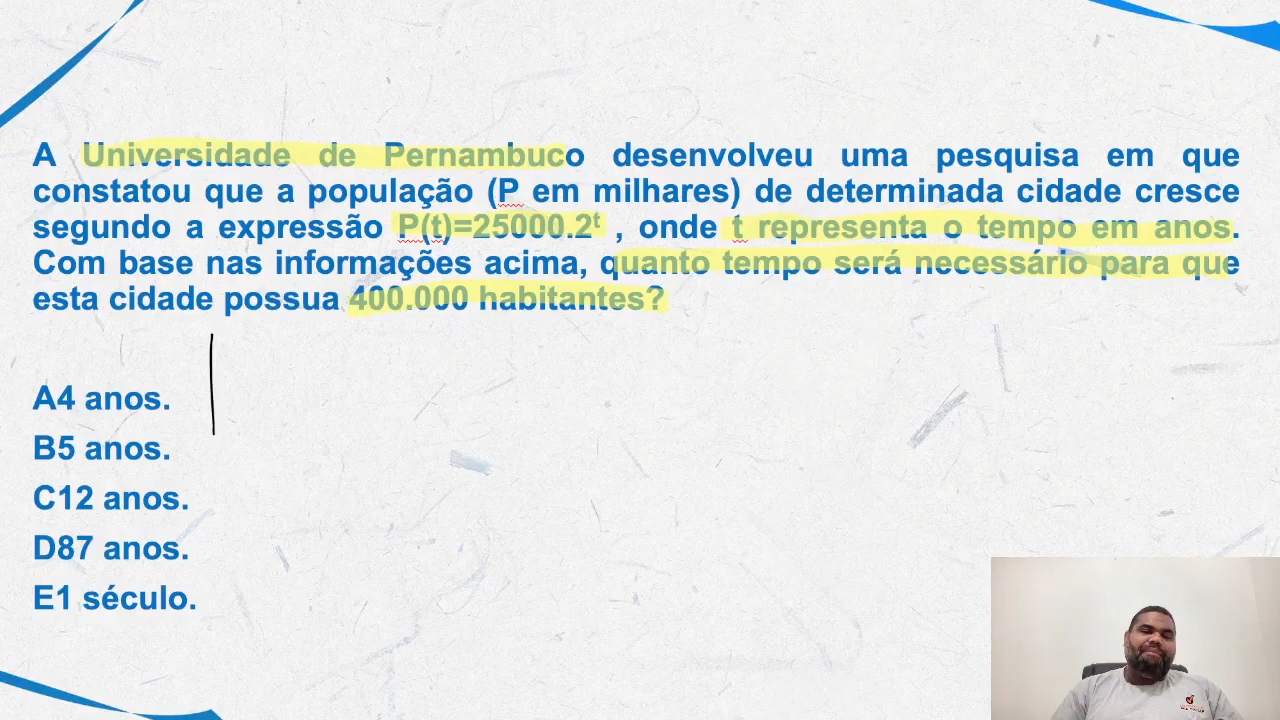 A Universidade de Pernambuco desenvolveu uma pesquisa em que
constatou que a população (P em milhares) de determinada cidade cresce
segundo a expressão P(t)=25000.2ᵗ , onde t representa o tempo em anos.
Com base nas informações acima, quanto tempo será necessário para que
esta cidade possua 400.000 habitantes?
A4 anos.
B5 anos.
C12 anos.
D87 anos.
E1 século.